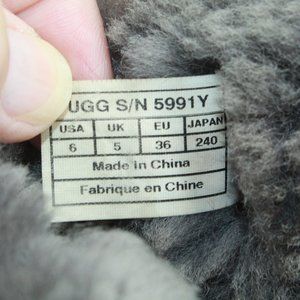 UGG S/N 5991Y
USA UK EU JAPAN
6 5 36 240
Made in China
Fabrique en Chine